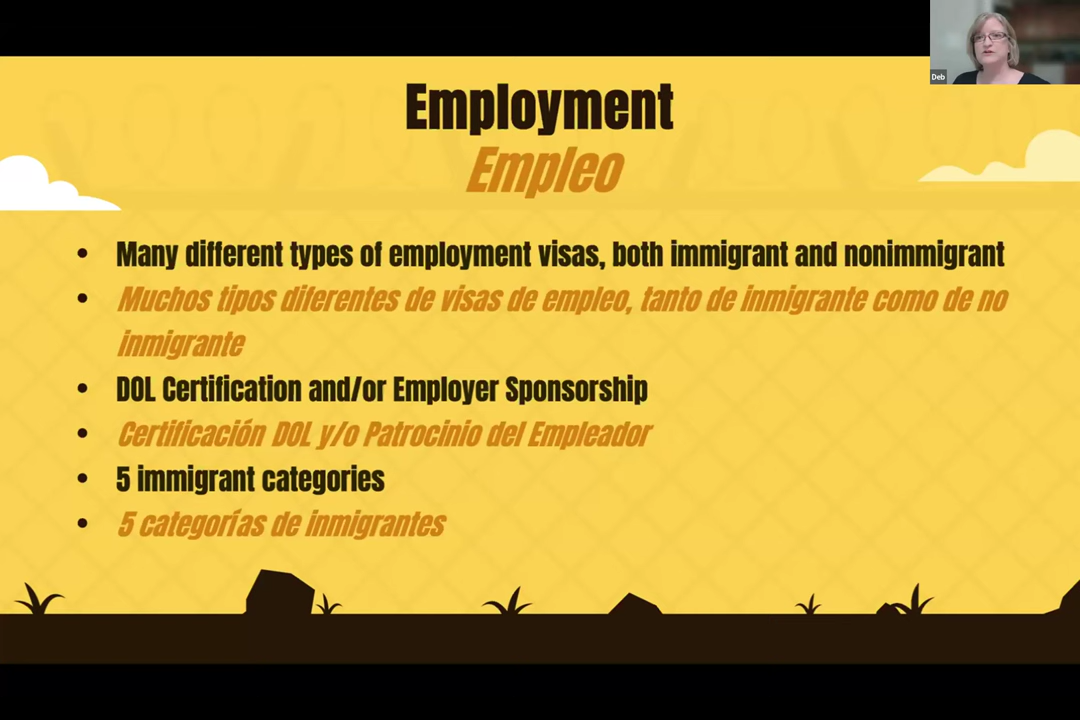 Deb
Employment
Empleo
• Many different types of employment visas, both immigrant and nonimmigrant
• Muchos tipos diferentes de visas de empleo, tanto de inmigrante como de no
inmigrante
• DOL Certification and/or Employer Sponsorship
• Certificación DOL y/o Patrocinio del Empleador
• 5 immigrant categories
• 5 categorías de inmigrantes